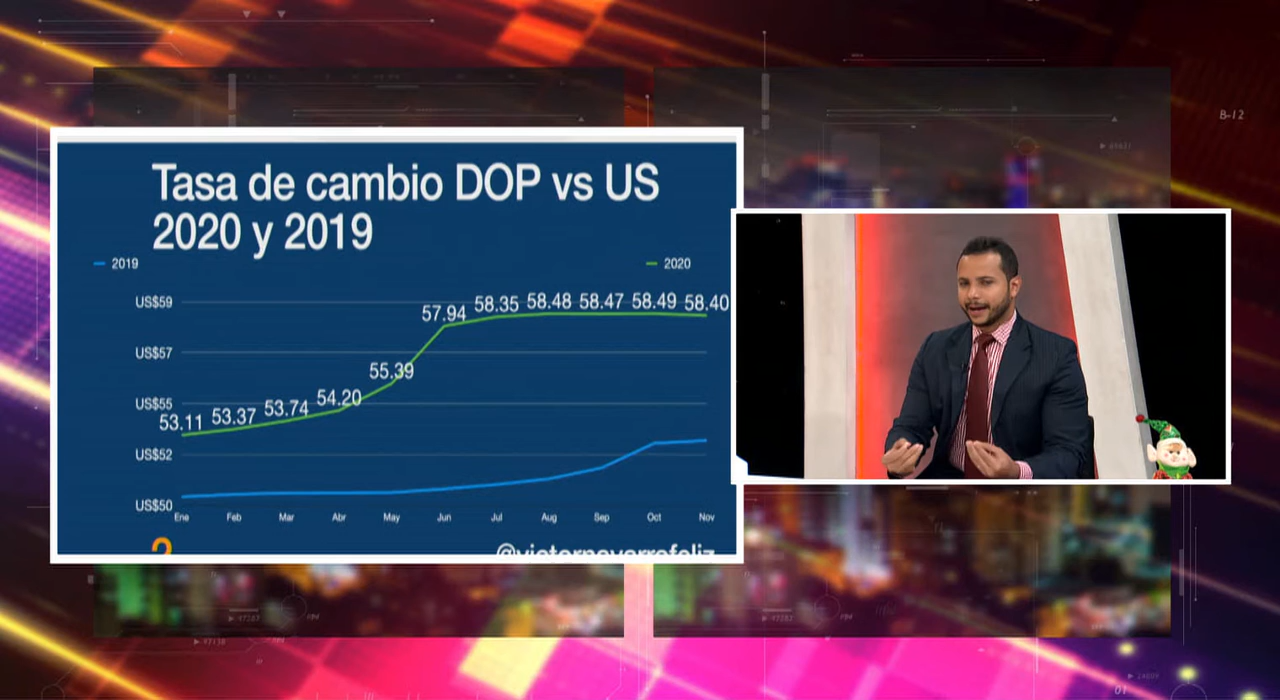 Tasa de cambio DOP vs US
2020 y 2019
2019
2020
US$59
US$57
US$55
US$52
US$50
53.11
53.37
53.74
54.20
55.39
57.94
58.35
58.48
58.47
58.49
58.40
Ene
Feb
Mar
Abr
May
Jun
Jul
Aug
Sep
Oct
Nov
B-12